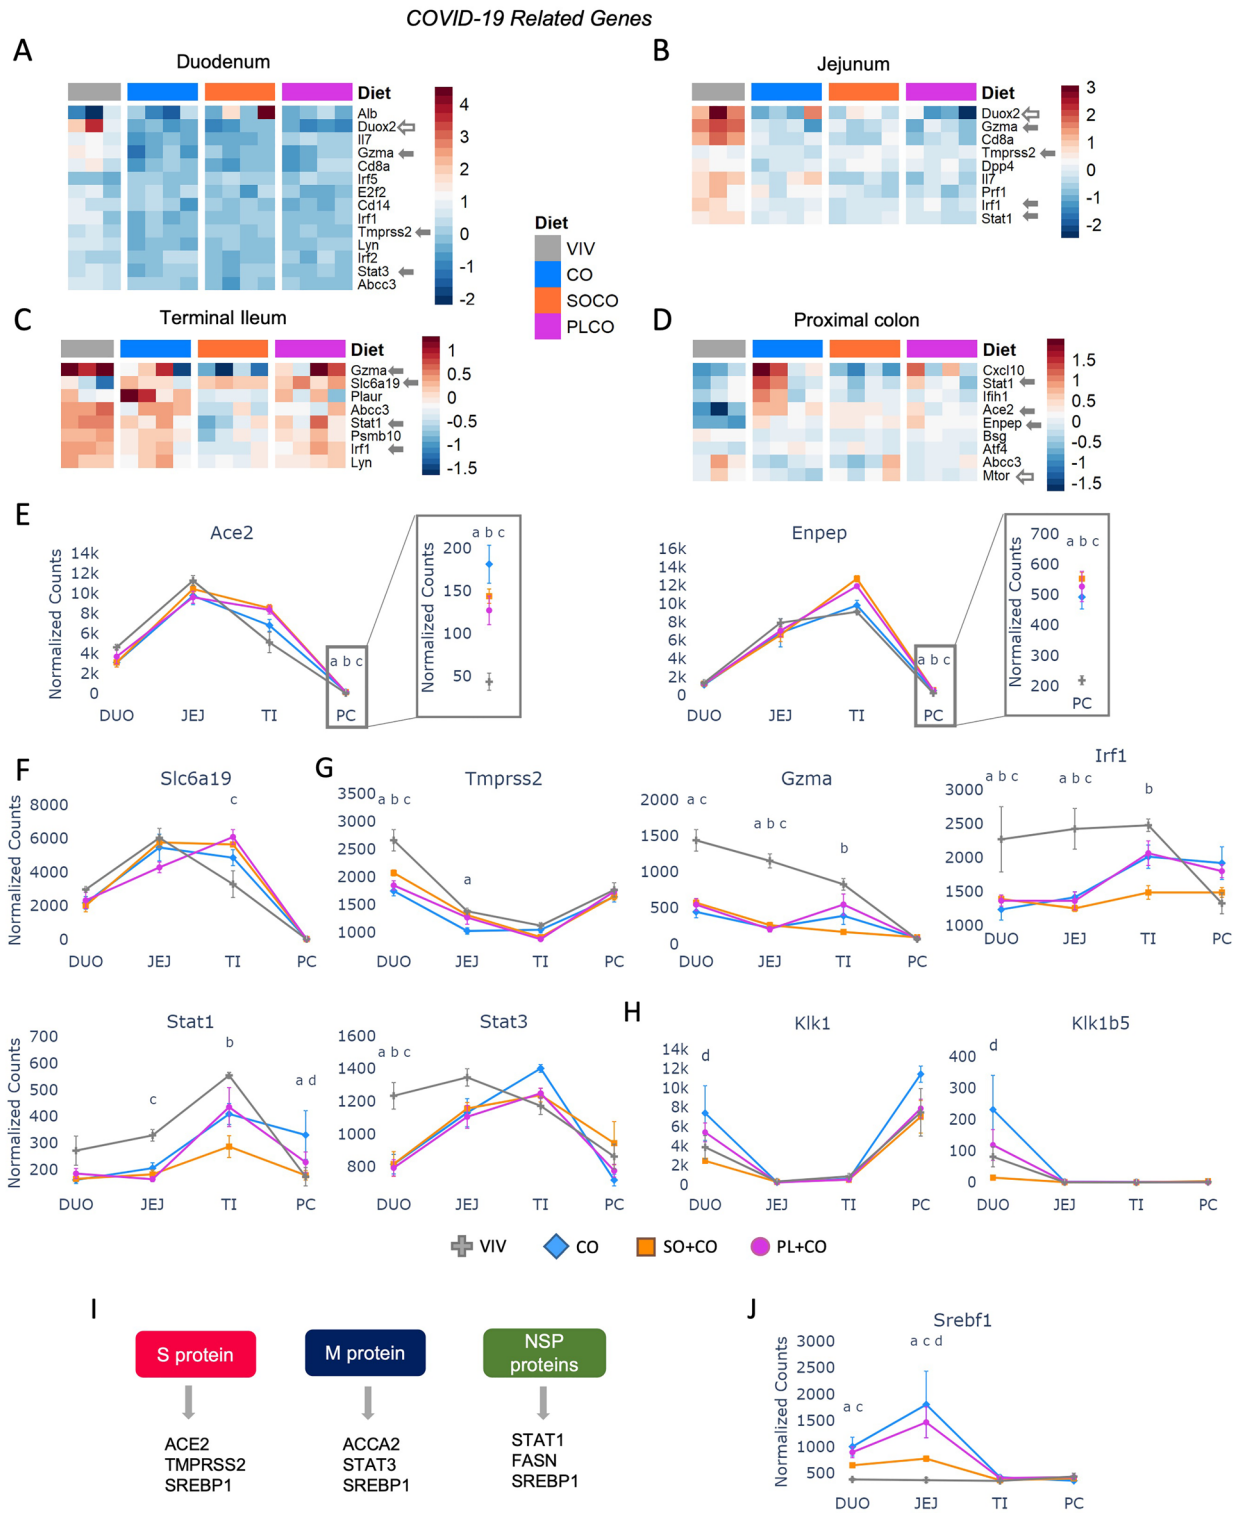 COVID-19 Related Genes
A
Duodenum
Diet
Alb
Duox2
Il7
Gzma
Cd8a
Irf5
E2f2
Cd14
Irf1
Tmprss2
Lyn
Irf2
Stat3
Abcc3
4
3
2
1
0
-1
-2
B
Jejunum
Diet
Duox2
Gzma
Cd8a
Tmprss2
Dpp4
Il7
Prf1
Irf1
Stat1
3
2
1
0
-1
-2
Diet
VIV
CO
SOCO
PLCO
C
Terminal Ileum
Diet
Gzma
Slc6a19
Plaur
Abcc3
Stat1
Psmb10
Irf1
Lyn
1
0.5
0
-0.5
-1
-1.5
D
Proximal colon
Diet
Cxcl10
Stat1
Ifih1
Ace2
Enpep
Bsg
Atf4
Abcc3
Mtor
1.5
1
0.5
0
-0.5
-1
-1.5
E
Ace2
Normalized Counts
14k
12k
10k
8k
6k
4k
2k
0
DUO
JEJ
TI
PC
a b c
Normalized Counts
a b c
200
150
100
50
Enpep
Normalized Counts
16k
14k
12k
10k
8k
6k
4k
2k
0
DUO
JEJ
TI
PC
a b c
Normalized Counts
a b c
700
600
500
400
300
200
PC
F
Slc6a19
Normalized Counts
8000
6000
4000
2000
0
c
DUO
JEJ
TI
PC
G
Tmprss2
3500
3000
2500
2000
1500
1000
a b c
a
DUO
JEJ
TI
PC
Gzma
2000
1500
1000
500
0
a c
a b c
b
DUO
JEJ
TI
PC
Irf1
3000
2500
2000
1500
1000
a b c
a b c
b
DUO
JEJ
TI
PC
Stat1
Normalized Counts
700
600
500
400
300
200
c
b
a d
DUO
JEJ
TI
PC
Stat3
1600
1400
1200
1000
800
a b c
DUO
JEJ
TI
PC
H
Klk1
14k
12k
10k
8k
6k
4k
2k
0
d
DUO
JEJ
TI
PC
Klk1b5
400
300
200
100
0
d
DUO
JEJ
TI
PC
VIV
CO
SO+CO
PL+CO
I
S protein
ACE2
TMPRSS2
SREBP1
M protein
ACCA2
STAT3
SREBP1
NSP
proteins
STAT1
FASN
SREBP1
J
Srebf1
Normalized Counts
3000
2500
2000
1500
1000
500
a c
a c d
DUO
JEJ
TI
PC